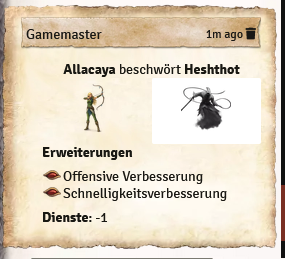 Gamemaster 1m ago
Allacaya beschwört Heshthot
Erweiterungen
Offensive Verbesserung
Schnelligkeitsverbesserung
Dienste: -1